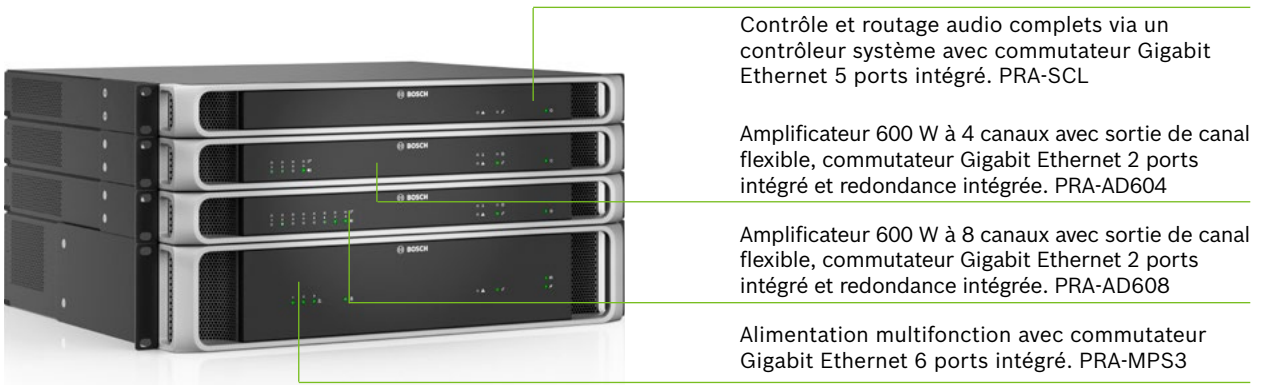 Contrôle et routage audio complets via un
contrôleur système avec commutateur Gigabit
Ethernet 5 ports intégré. PRA-SCL
BOSCH
Amplificateur 600 W à 4 canaux avec sortie de canal
flexible, commutateur Gigabit Ethernet 2 ports
intégré et redondance intégrée. PRA-AD604
BOSCH
Amplificateur 600 W à 8 canaux avec sortie de canal
flexible, commutateur Gigabit Ethernet 2 ports
intégré et redondance intégrée. PRA-AD608
BOSCH
Alimentation multifonction avec commutateur
Gigabit Ethernet 6 ports intégré. PRA-MPS3
BOSCH